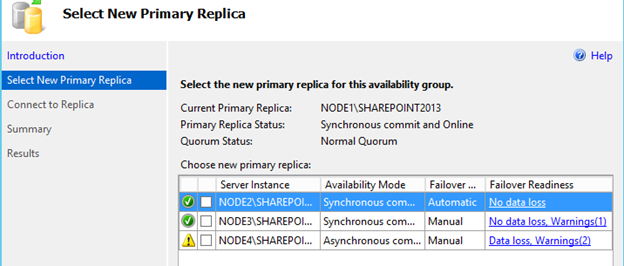 Select New Primary Replica
Introduction
Help
Select New Primary Replica
Select the new primary replica for this availability group.
Connect to Replica
Current Primary Replica: NODE1\SHAREPOINT2013
Summary
Primary Replica Status: Synchronous commit and Online
Quorum Status: Normal Quorum
Results
Choose new primary replica:
Server Instance Availability Mode Failover ... Failover Readiness
NODE2\SHAREPOI... Synchronous com... Automatic No data loss
NODE3\SHAREPOI... Synchronous com... Manual No data loss, Warnings(1)
NODE4\SHAREPOI... Asynchronous com... Manual Data loss, Warnings(2)